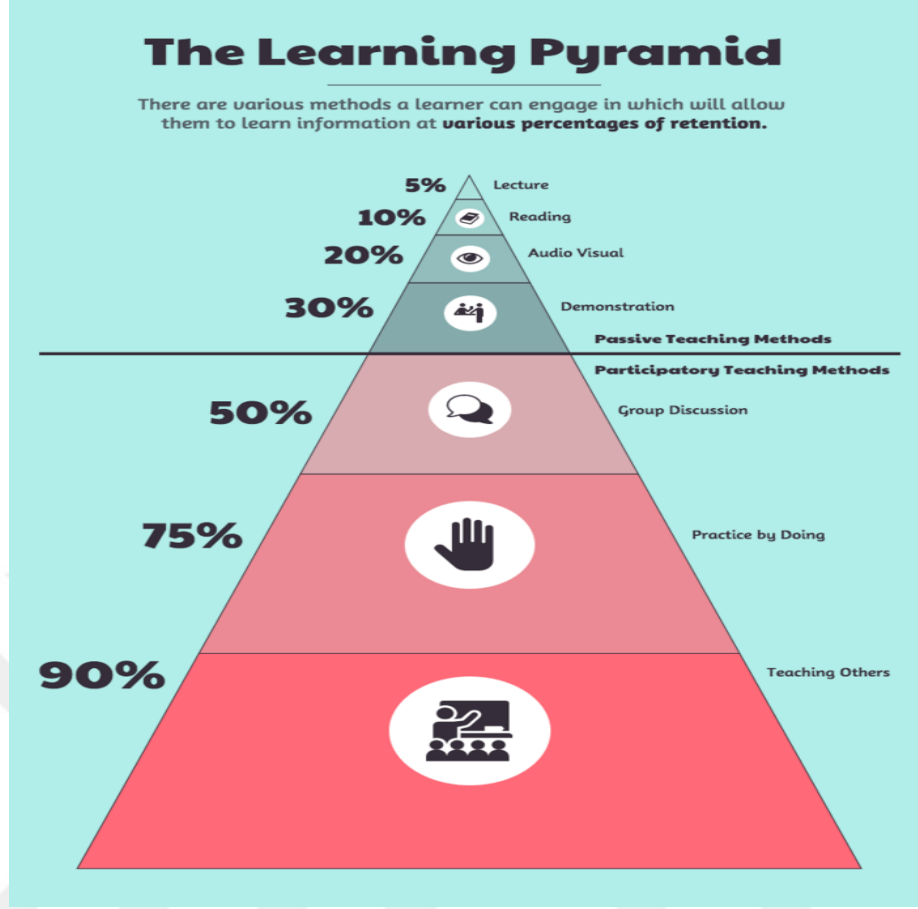 The Learning Pyramid
There are various methods a learner can engage in which will allow
them to learn information at various percentages of retention.
5% Lecture
10% Reading
20% Audio Visual
30% Demonstration
Passive Teaching Methods
Participatory Teaching Methods
50% Group Discussion
75% Practice by Doing
90% Teaching Others